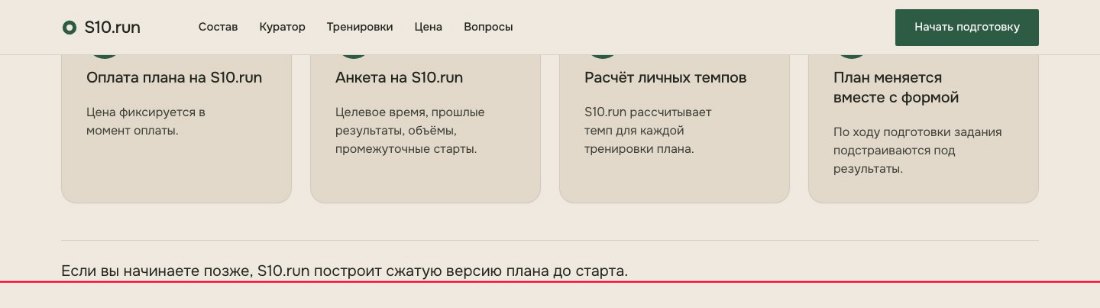 S10.run
Состав
Куратор
Тренировки
Цена
Вопросы
Начать подготовку
Оплата плана на S10.run
Цена фиксируется в
момент оплаты.
Анкета на S10.run
Целевое время, прошлые
результаты, объёмы,
промежуточные старты.
Расчёт личных темпов
S10.run рассчитывает
темп для каждой
тренировки плана.
План меняется
вместе с формой
По ходу подготовки задания
подстраиваются под
результаты.
Если вы начинаете позже, S10.run построит сжатую версию плана до старта.